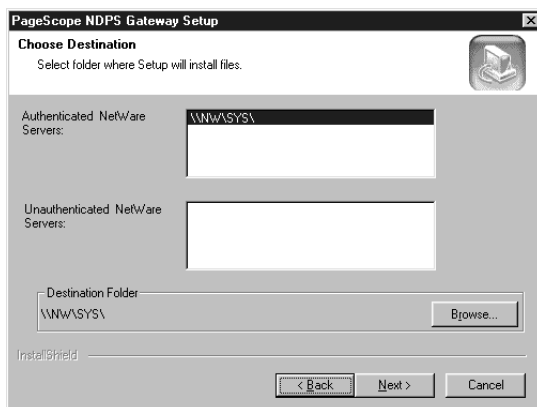 PageScope NDPS Gateway Setup
Choose Destination
Select folder where Setup will install files.
Authenticated NetWare
Servers:
\\NW\SYS\
Unauthenticated NetWare
Servers:
Destination Folder
\\NW\SYS\
Browse...
InstallShield
< Back
Next >
Cancel